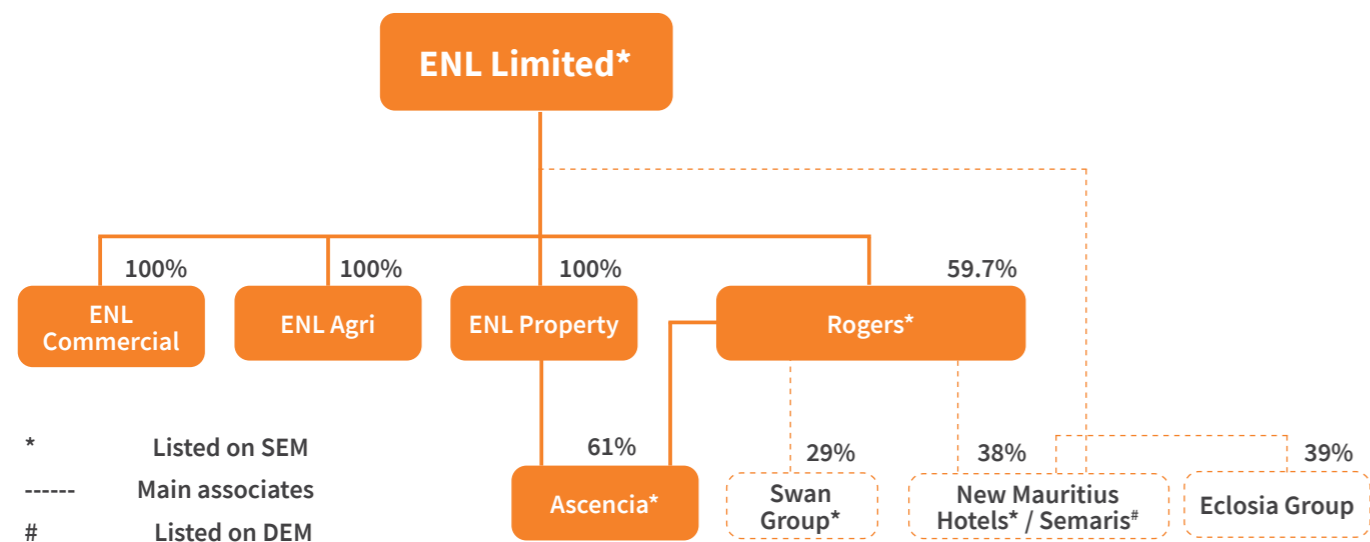 ENL Limited*
100%
100%
100%
59.7%
ENL
Commercial
ENL Agri
ENL Property
Rogers*
* Listed on SEM
------ Main associates
# Listed on DEM
61%
29%
38%
39%
Ascencia*
Swan
Group*
New Mauritius
Hotels* / Semaris#
Eclosia Group